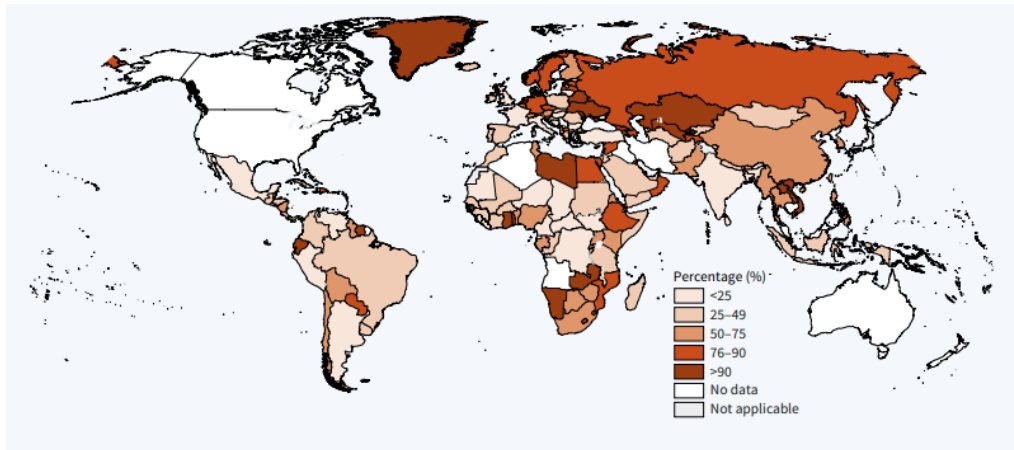 Percentage (%)
<25
25–49
50–75
76–90
>90
No data
Not applicable